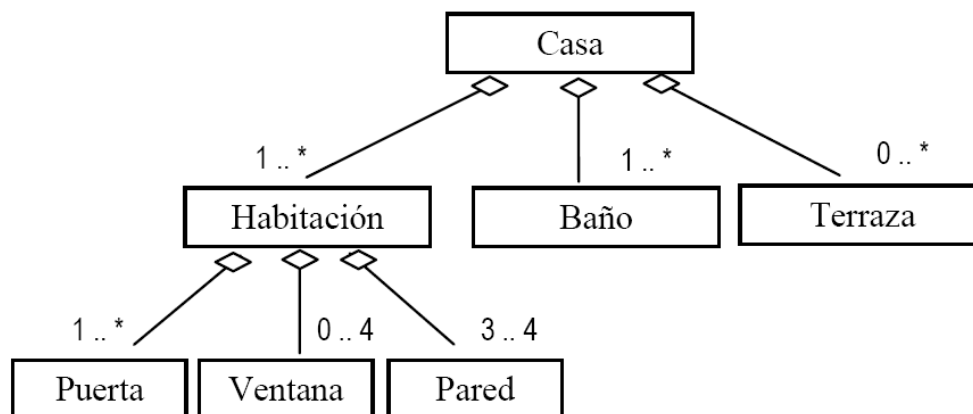 Casa
1 .. *
1 .. *
0 .. *
Habitación
Baño
Terraza
1 .. *
0 .. 4
3 .. 4
Puerta
Ventana
Pared